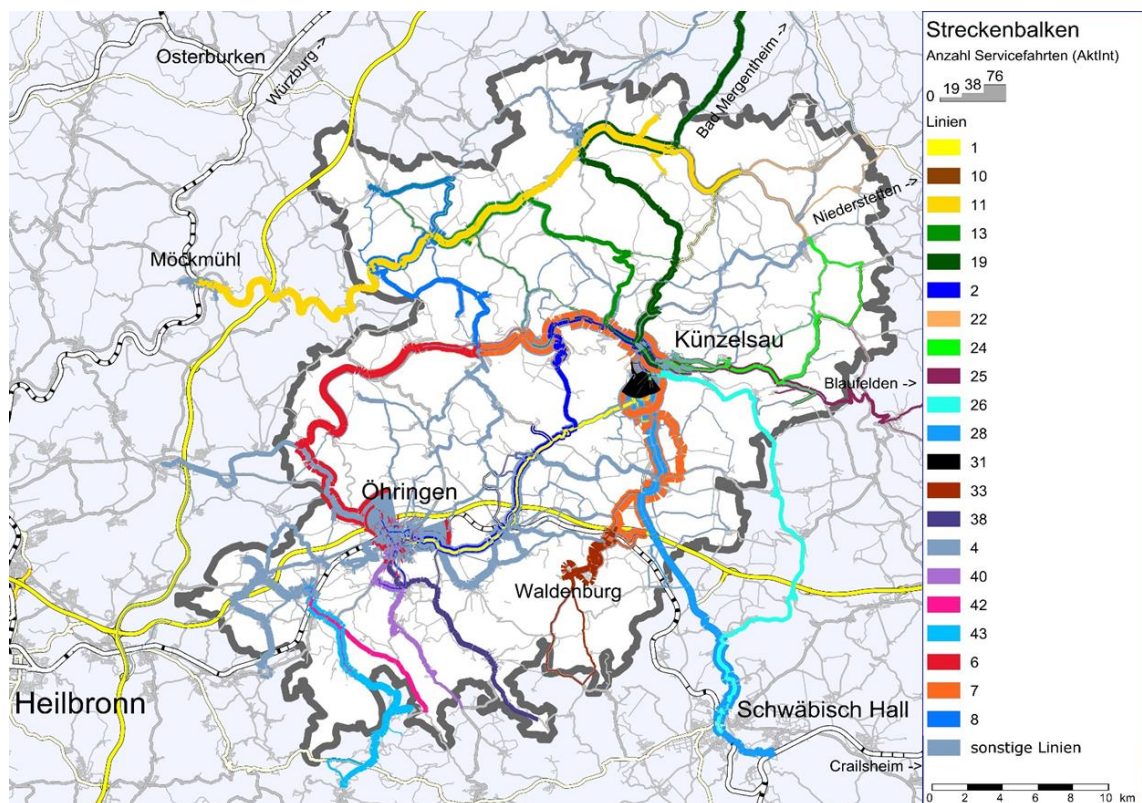 Streckenbalken
Anzahl Servicefahrten (AktInt)
0 19 38 76
Linien
1
10
11
13
19
2
22
24
25
26
28
31
33
38
4
40
42
43
6
7
8
sonstige Linien
0 2 4 6 8 10 km
Osterburken
Würzburg ->
Bad Mergentheim ->
Niederstetten ->
Möckmühl
Künzelsau
Blaufelden ->
Öhringen
Waldenburg
Heilbronn
Schwäbisch Hall
Crailsheim ->